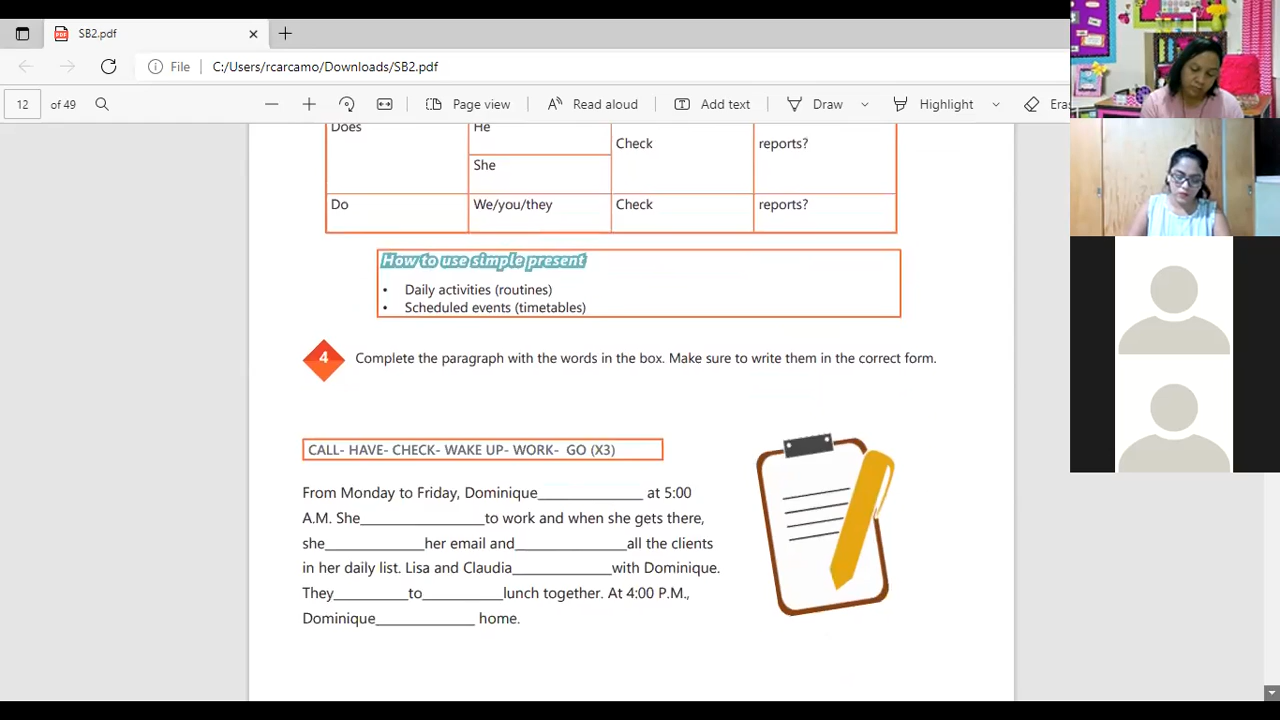 SB2.pdf
File C:/Users/rcarcamo/Downloads/SB2.pdf
12 of 49 Page view Read aloud Add text Draw Highlight
Does He Check reports?
She
Do We/you/they Check reports?
How to use simple present
• Daily activities (routines)
• Scheduled events (timetables)
4 Complete the paragraph with the words in the box. Make sure to write them in the correct form.
CALL- HAVE- CHECK- WAKE UP- WORK- GO (X3)
From Monday to Friday, Dominique_____________ at 5:00
A.M. She________________to work and when she gets there,
she_____________her email and______________all the clients
in her daily list. Lisa and Claudia_____________with Dominique.
They_________to__________lunch together. At 4:00 P.M.,
Dominique_____________ home.